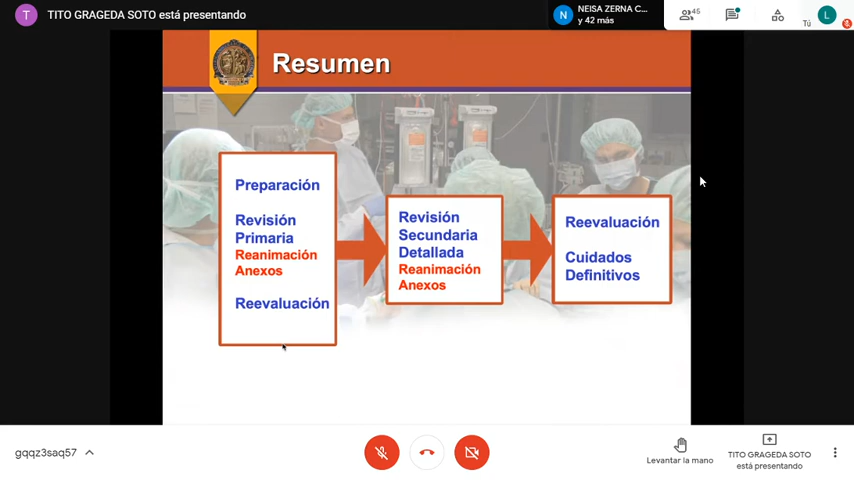 T TITO GRAGEDA SOTO está presentando
N NEISA ZERNA C...
y 42 más
45
Tú
L
Resumen
Preparación
Revisión
Primaria
Reanimación
Anexos
Reevaluación
Revisión
Secundaria
Detallada
Reanimación
Anexos
Reevaluación
Cuidados
Definitivos
gqqz3saq57
Levantar la mano
TITO GRAGEDA SOTO
está presentando